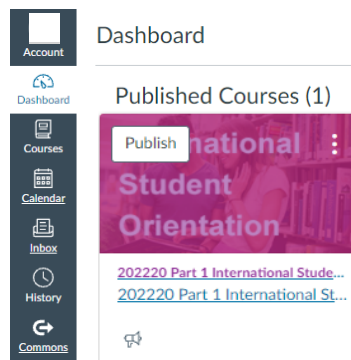 Account
Dashboard
Courses
Calendar
Inbox
History
Commons
Dashboard
Published Courses (1)
Publish
national
Student
Orientation
202220 Part 1 International Stude...
202220 Part 1 International St...